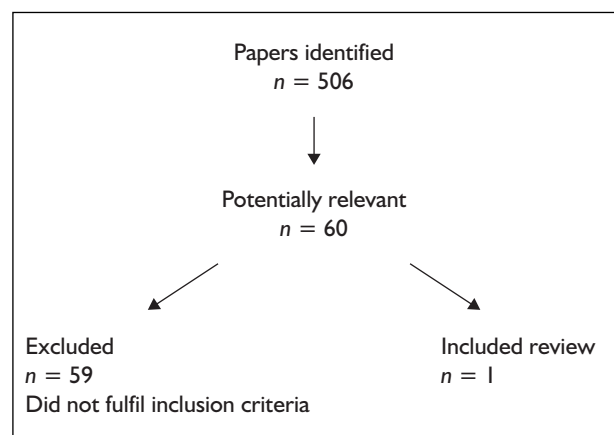 Papers identified
n = 506
Potentially relevant
n = 60
Excluded
n = 59
Did not fulfil inclusion criteria
Included review
n = 1